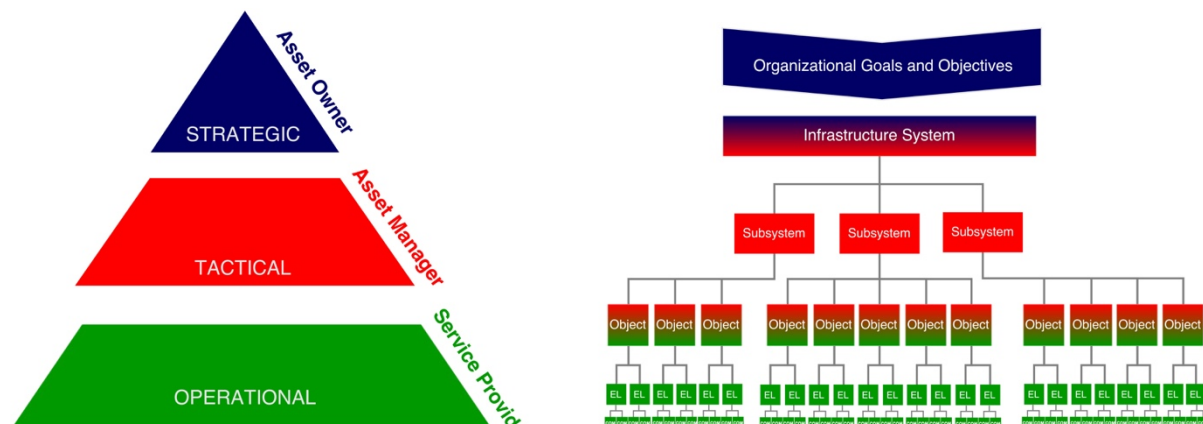 STRATEGIC
Asset Owner
TACTICAL
Asset Manager
OPERATIONAL
Service Provid
Organizational Goals and Objectives
Infrastructure System
Subsystem Subsystem Subsystem
Object Object Object Object Object Object Object Object Object Object Object Object
EL EL EL EL EL EL EL EL EL EL EL EL EL EL EL EL EL EL EL EL EL EL EL EL